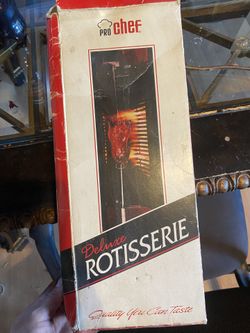 PRO chef
Deluxe
ROTISSERIE
Quality You Can Taste